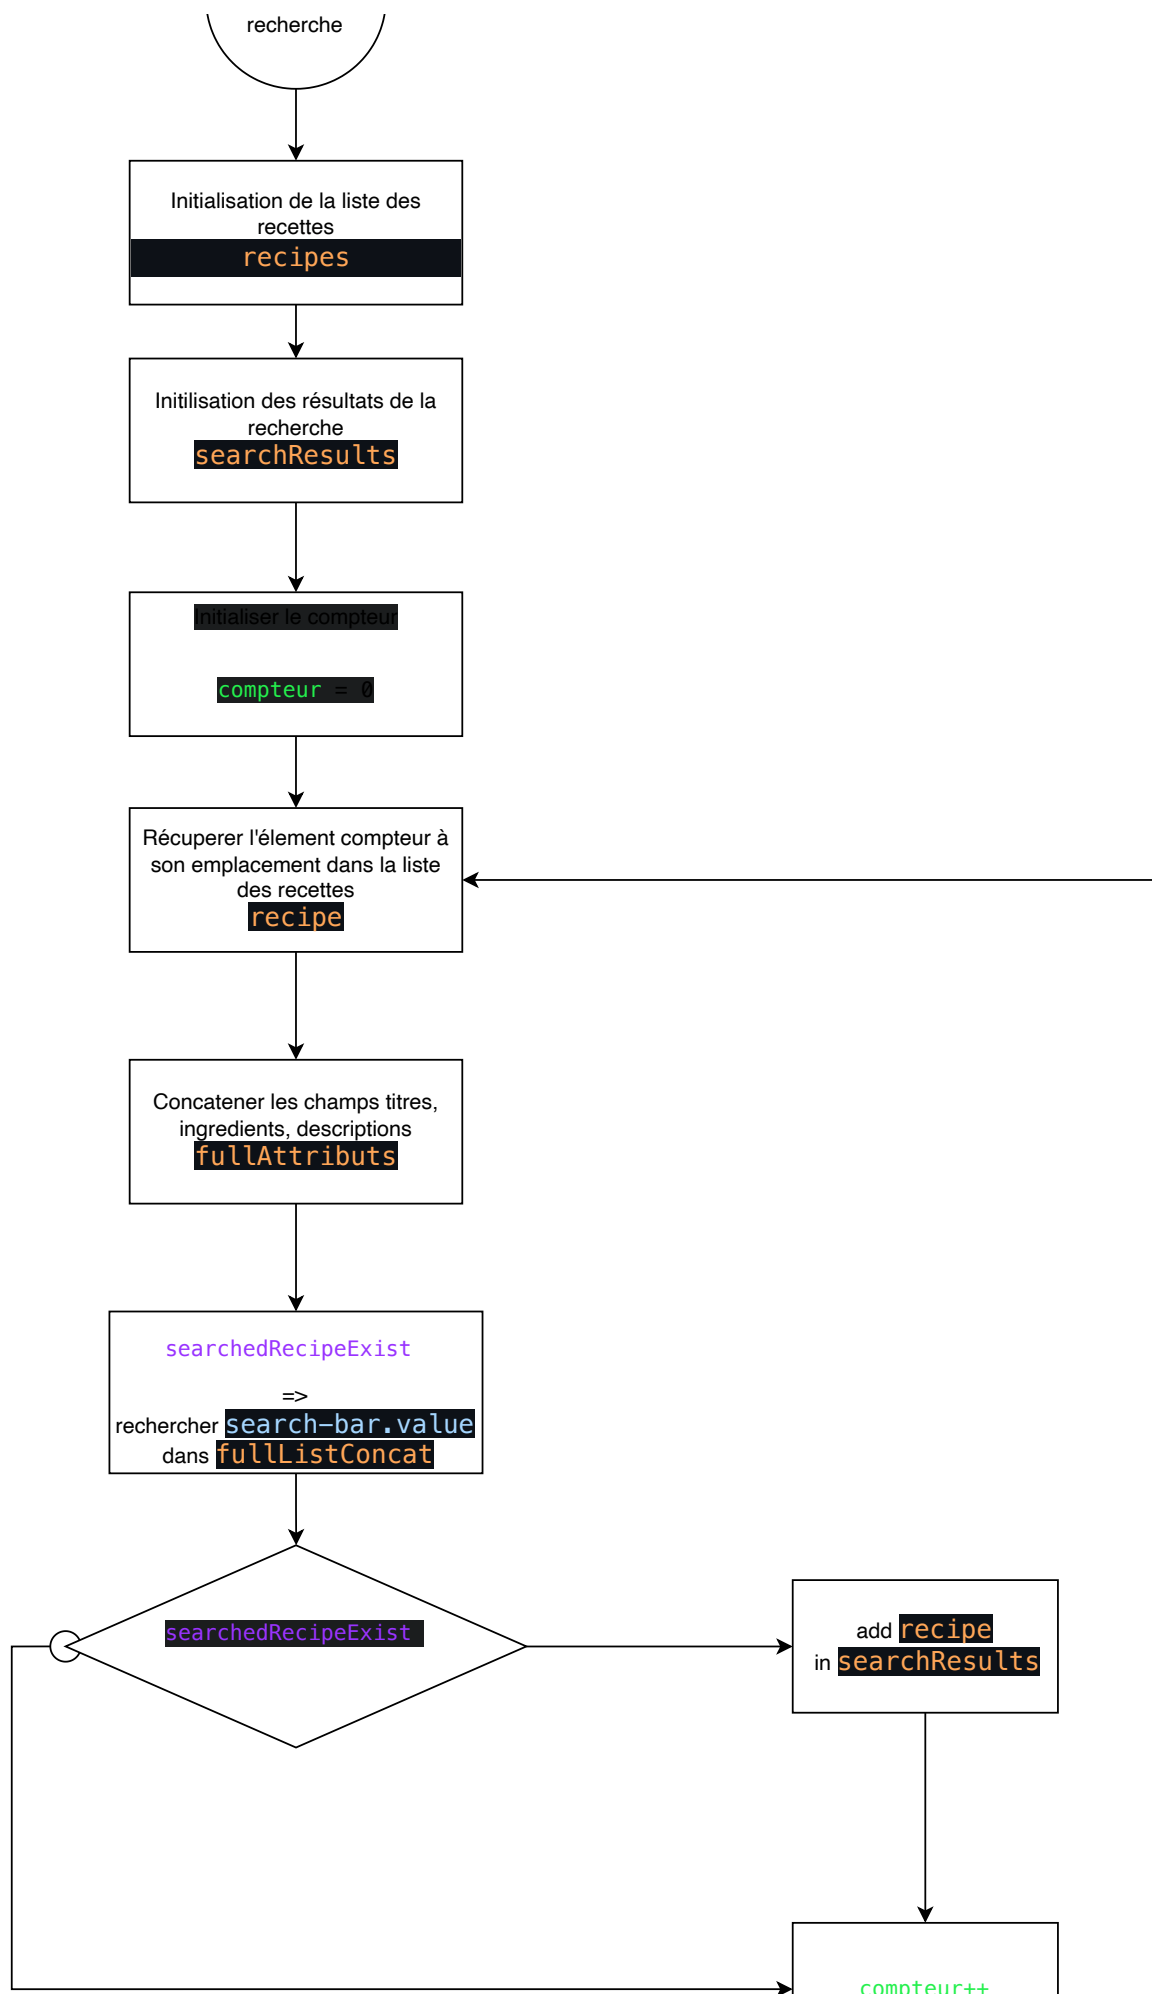 recherche
Initialisation de la liste des
recettes
recipes
Initilisation des résultats de la
recherche
searchResults
Initialiser le compteur
compteur = 0
Récuperer l'élement compteur à
son emplacement dans la liste
des recettes
recipe
Concatener les champs titres,
ingredients, descriptions
fullAttributs
searchedRecipeExist
=>
rechercher search-bar.value
dans fullListConcat
searchedRecipeExist
add recipe
in searchResults
compteur++